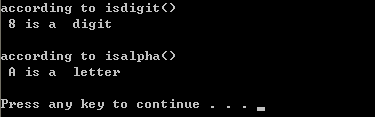 according to isdigit()
8 is a  digit
according to isalpha()
A is a  letter
Press any key to continue . . .